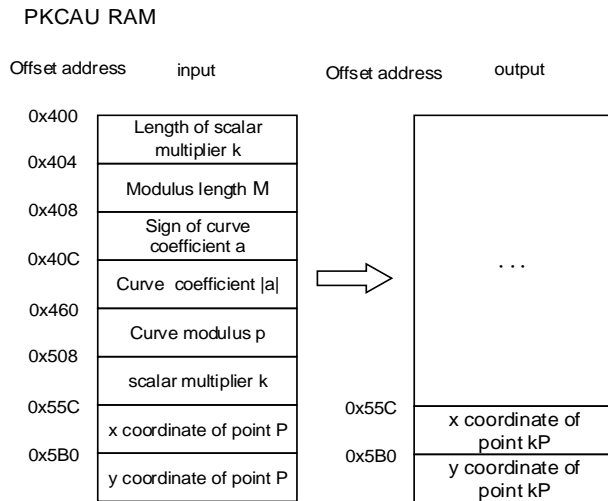 PKCAU RAM
Offset address input Offset address output
0x400
Length of scalar
multiplier k
0x404
Modulus length M
0x408
Sign of curve
coefficient a
0x40C
Curve coefficient |a|
. . .
0x460
Curve modulus p
0x508
scalar multiplier k
0x55C
x coordinate of point P
0x55C
x coordinate of
point kP
0x5B0
y coordinate of point P
0x5B0
y coordinate of
point kP